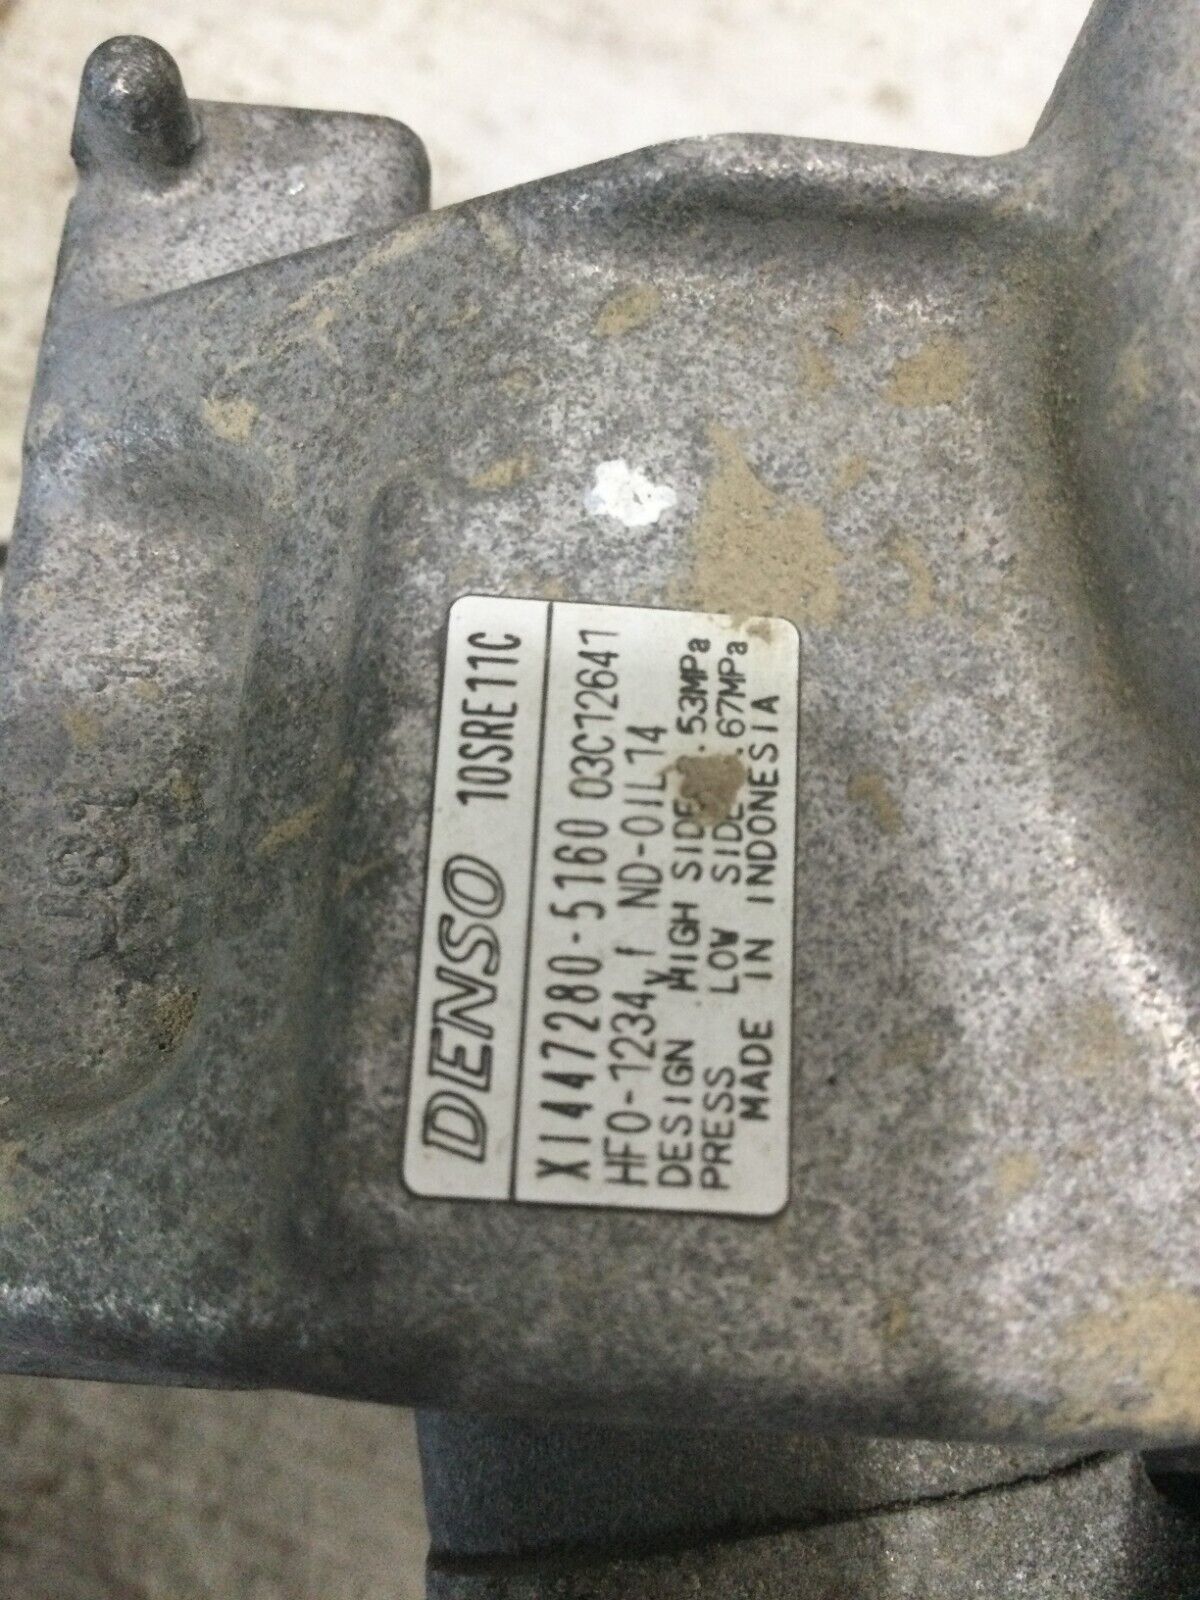 DENSO 10SRE11C
X1447280-5160 03C12641
HFO-1234yf ND-OIL14
DESIGN HIGH SIDE .53MPa
PRESS LOW SIDE .67MPa
MADE IN INDONESIA